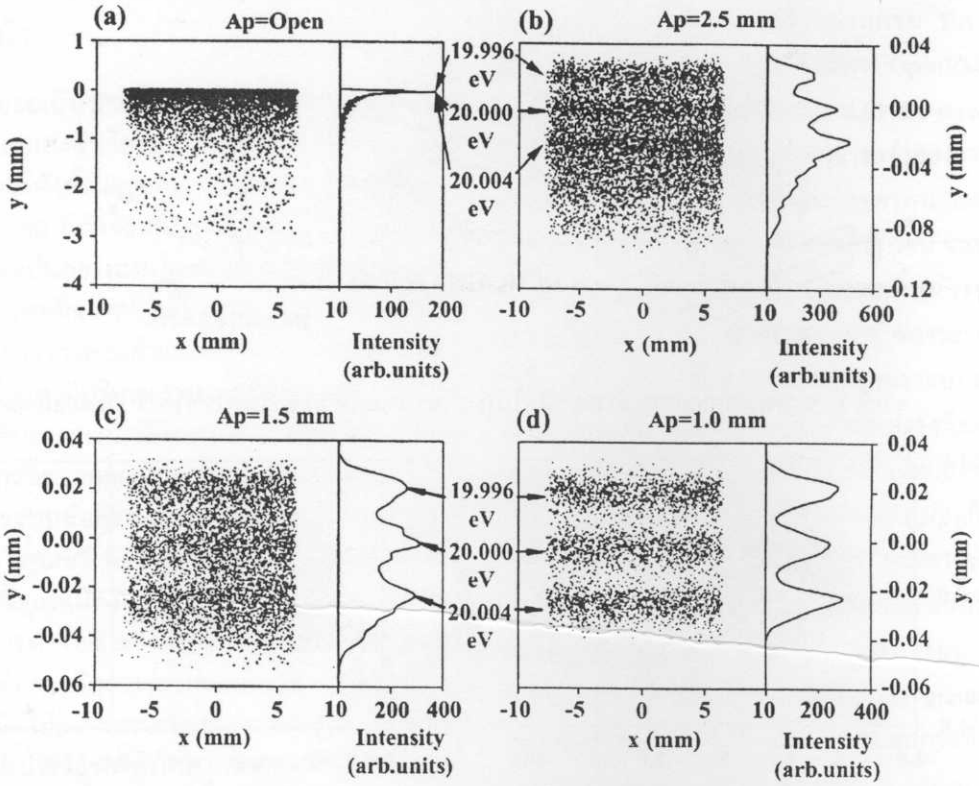 (a) Ap=Open
1
0
-1
-2
-3
-4
y (mm)
-10 -5 0 5 10 100 200
x (mm)
Intensity
(arb.units)
19.996
eV
20.000
eV
20.004
eV
(b) Ap=2.5 mm
0.04
0.00
-0.04
-0.08
-0.12
y (mm)
-10 -5 0 5 10 300 600
x (mm)
Intensity
(arb.units)
(c) Ap=1.5 mm
0.04
0.02
-0.00
-0.02
-0.04
-0.06
y (mm)
-10 -5 0 5 10 200 400
x (mm)
Intensity
(arb.units)
19.996
eV
20.000
eV
20.004
eV
(d) Ap=1.0 mm
0.04
0.02
0.00
-0.02
-0.04
-0.06
y (mm)
-10 -5 0 5 10 200 400
x (mm)
Intensity
(arb.units)